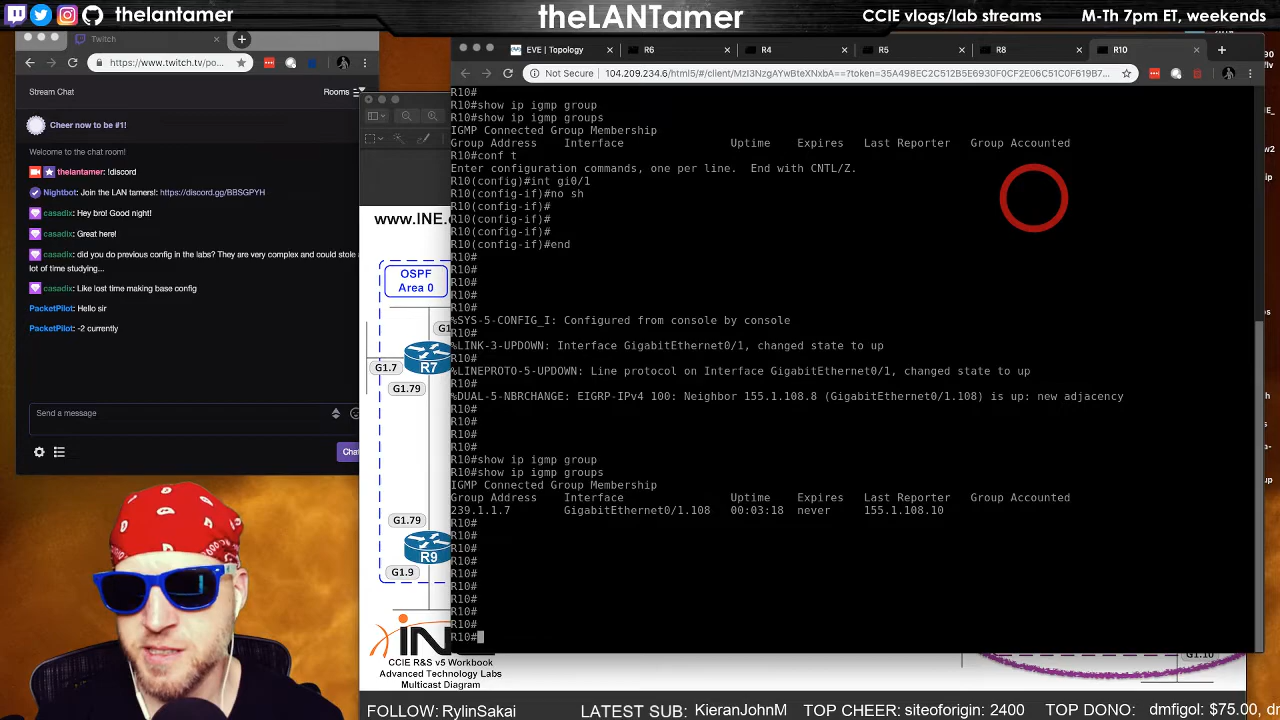 thelantamer
theLANTamer
CCIE vlogs/lab streams
M-Th 7pm ET, weekends
Twitch
https://www.twitch.tv/po...
Stream Chat
Rooms
Cheer now to be #1!
Welcome to the chat room!
thelantamer: !discord
Nightbot: Join the LAN tamers! https://discord.gg/BBSGPYH
casadix: Hey bro! Good night!
casadix: Great here!
casadix: did you do previous config in the labs? They are very complex and could stole a
lot of time studying...
casadix: Like lost time making base config
PacketPilot: Hello sir
PacketPilot: -2 currently
Send a message
Chat
www.INE.
OSPF
Area 0
G1.7
R7
G1.79
G1.79
R9
G1.9
INE
CCIE R&S v5 Workbook
Advanced Technology Labs
Multicast Diagram
EVE | Topology
R6
R4
R5
R8
R10
Not Secure
104.209.234.6/html5/#/client/MzI3NzgAYwBteXNxbA==?token=35A498EC2C512B5E6930F0CF2E06C51C0F619B7...
R10#
R10#show ip igmp group
R10#show ip igmp groups
IGMP Connected Group Membership
Group Address Interface Uptime Expires Last Reporter Group Accounted
R10#conf t
Enter configuration commands, one per line. End with CNTL/Z.
R10(config)#int gi0/1
R10(config-if)#no sh
R10(config-if)#
R10(config-if)#
R10(config-if)#
R10(config-if)#end
R10#
R10#
R10#
R10#
R10#
%SYS-5-CONFIG_I: Configured from console by console
R10#
%LINK-3-UPDOWN: Interface GigabitEthernet0/1, changed state to up
R10#
%LINEPROTO-5-UPDOWN: Line protocol on Interface GigabitEthernet0/1, changed state to up
R10#
%DUAL-5-NBRCHANGE: EIGRP-IPv4 100: Neighbor 155.1.108.8 (GigabitEthernet0/1.108) is up: new adjacency
R10#
R10#
R10#
R10#
R10#show ip igmp group
R10#show ip igmp groups
IGMP Connected Group Membership
Group Address Interface Uptime Expires Last Reporter Group Accounted
239.1.1.7 GigabitEthernet0/1.108 00:03:18 never 155.1.108.10
R10#
R10#
R10#
R10#
R10#
R10#
R10#
R10#
R10#
R10#
G1.10
FOLLOW: RylinSakai
LATEST SUB: KieranJohnM
TOP CHEER: siteoforigin: 2400
TOP DONO: dmfigol: $75.00,